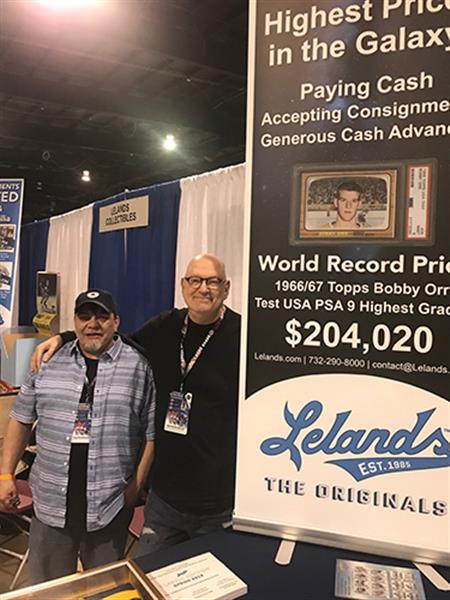 Highest Price
in the Galaxy
Paying Cash
Accepting Consignme
Generous Cash Advan
World Record Pric
1966/67 Topps Bobby Orr
Test USA PSA 9 Highest Grad
$204,020
Lelands.com | 732-290-8000 | contact@Lelands.
Lelands
EST. 1985
THE ORIGINALS
LELANDS
COLLECTIBLES